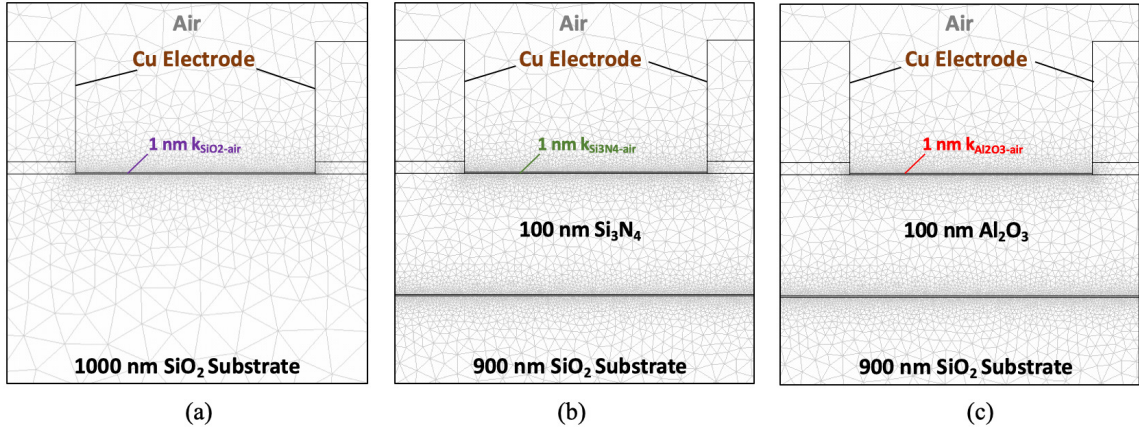 Air
Cu Electrode
1 nm kSiO2-air
1000 nm SiO2 Substrate
(a)
Air
Cu Electrode
1 nm kSi3N4-air
100 nm Si3N4
900 nm SiO2 Substrate
(b)
Air
Cu Electrode
1 nm kAl2O3-air
100 nm Al2O3
900 nm SiO2 Substrate
(c)